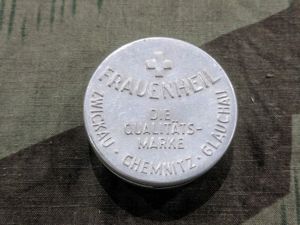 FRAUENHEIL
DIE
QUALITÄTS-
MARKE
ZWICKAU · CHEMNITZ · GLAUCHAU